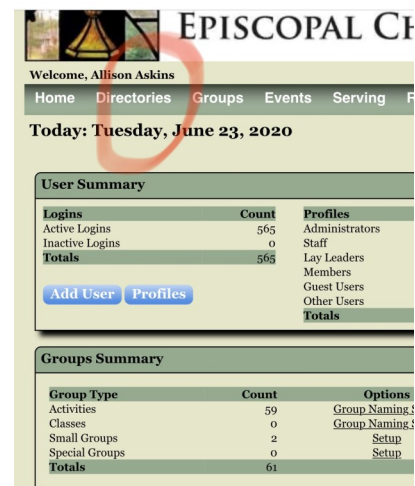 EPISCOPAL CH
Welcome, Allison Askins
Home Directories Groups Events Serving F
Today: Tuesday, June 23, 2020
User Summary
Logins Count Profiles
Active Logins 565 Administrators
Inactive Logins 0 Staff
Totals 565 Lay Leaders
Members
Add User Profiles Guest Users
Other Users
Totals
Groups Summary
Group Type Count Options
Activities 59 Group Naming S
Classes 0 Group Naming S
Small Groups 2 Setup
Special Groups 0 Setup
Totals 61